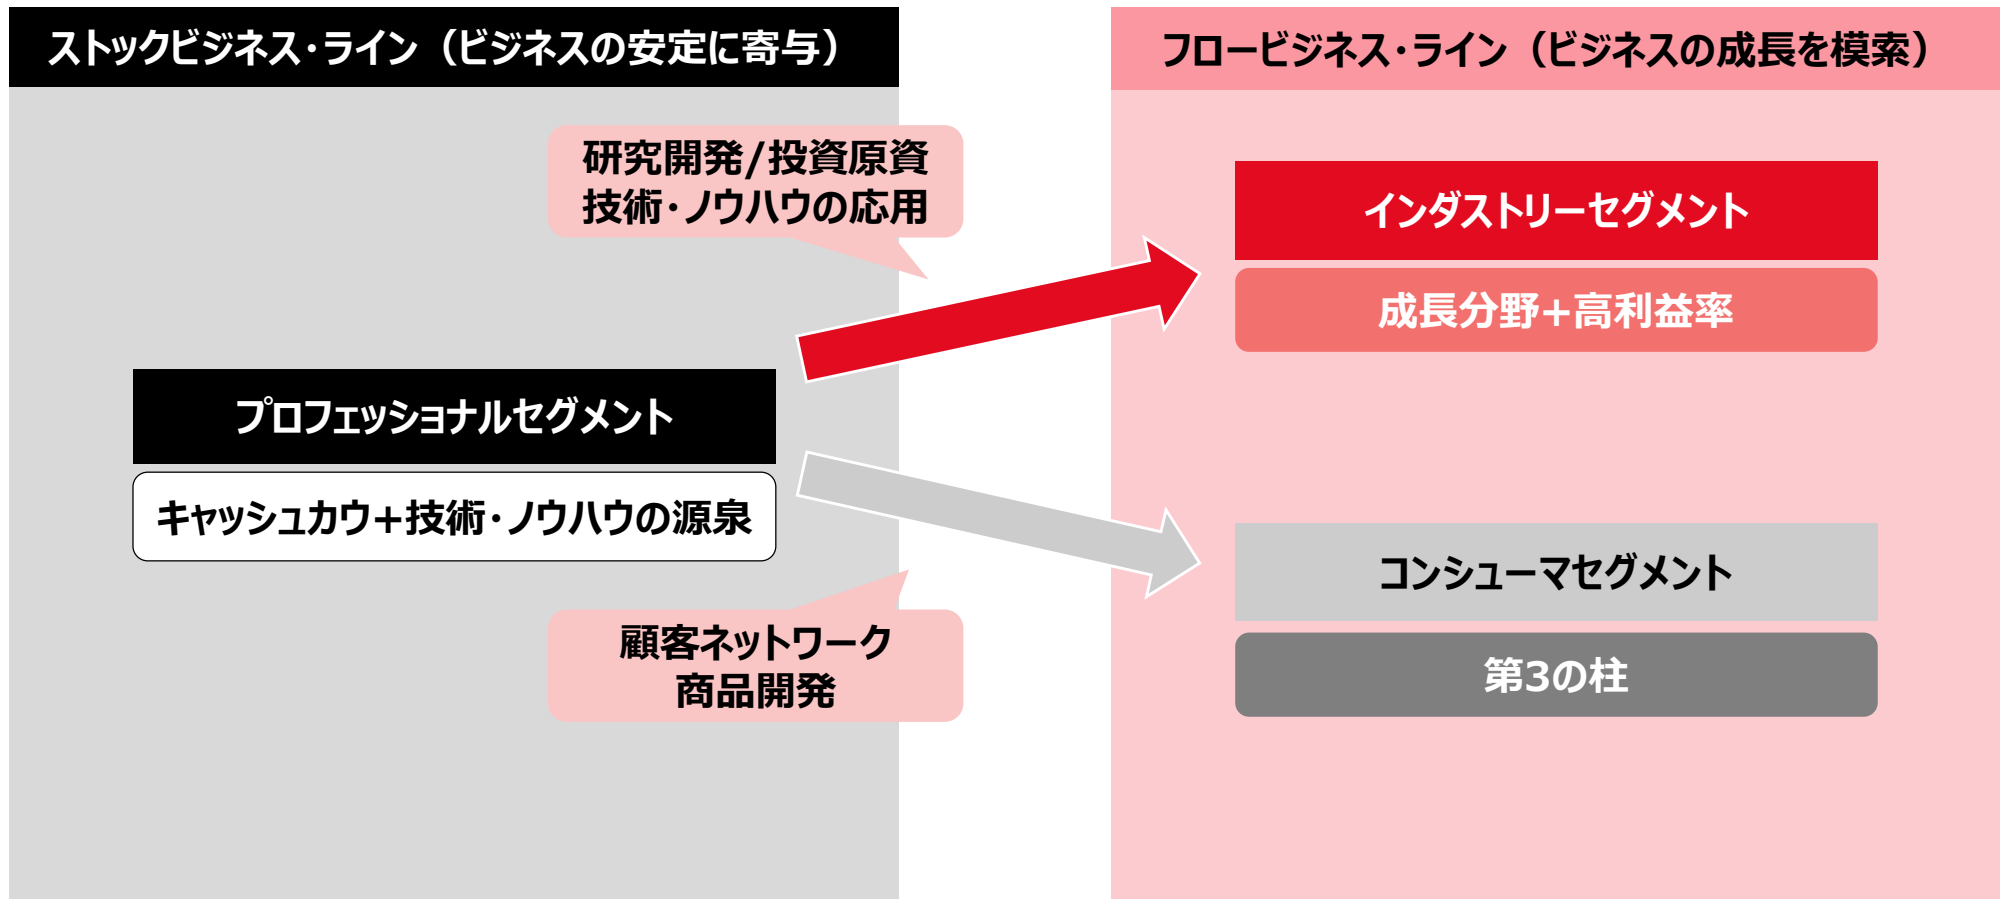 ストックビジネス・ライン（ビジネスの安定に寄与）
研究開発/投資原資
技術・ノウハウの応用
プロフェッショナルセグメント
キャッシュカウ+技術・ノウハウの源泉
顧客ネットワーク
商品開発
フロービジネス・ライン（ビジネスの成長を模索）
インダストリーセグメント
成長分野+高利益率
コンシューマセグメント
第3の柱